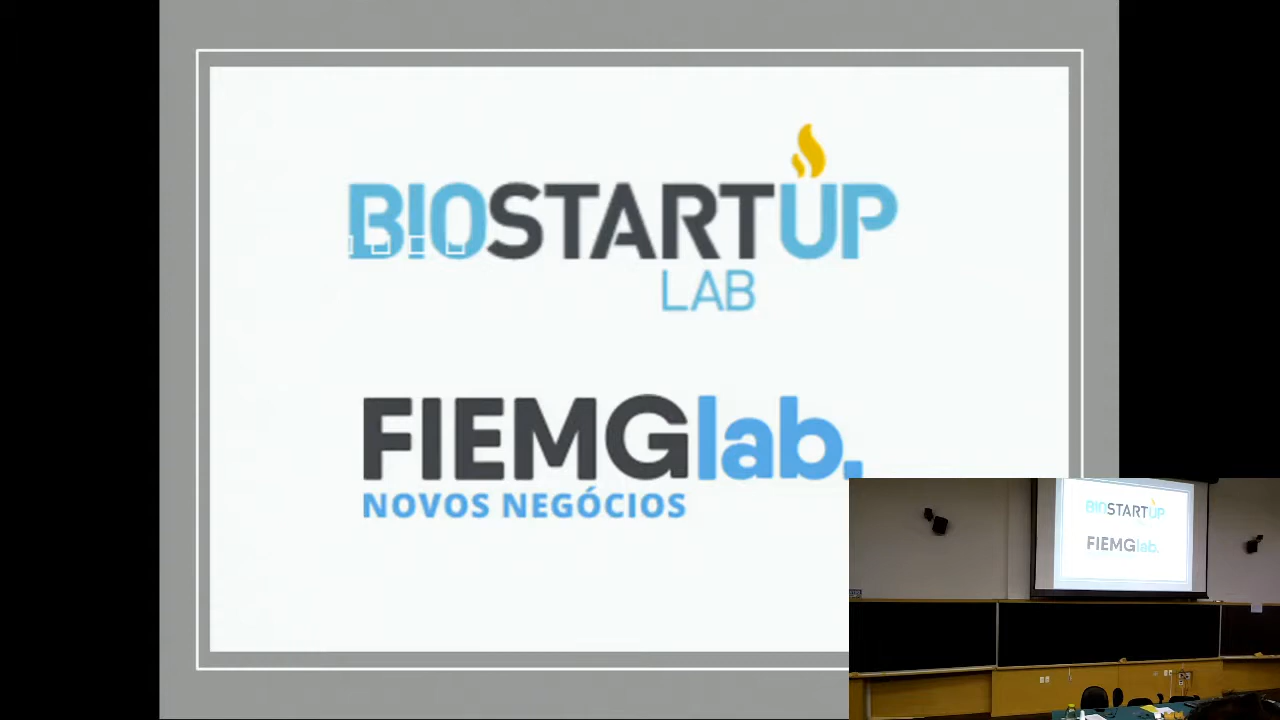 BIOSTARTUP
LAB
FIEMGlab.
NOVOS NEGÓCIOS
BIOSTARTUP
FIEMGlab.